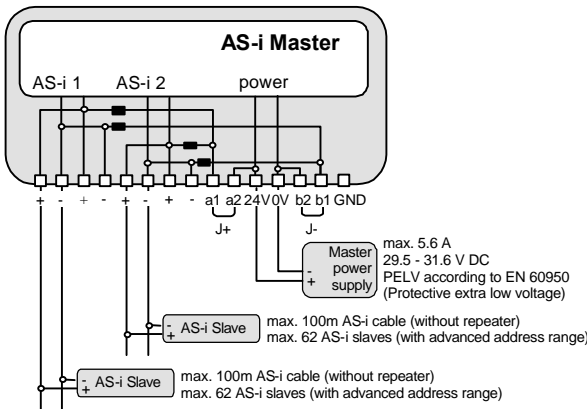 AS-i Master
AS-i 1 AS-i 2 power
+ - + - + - + - a1 a2 24V 0V b2 b1 GND
J+ J-
Master
power
supply
-
+
max. 5.6 A
29.5 - 31.6 V DC
PELV according to EN 60950
(Protective extra low voltage)
-
+
AS-i Slave
max. 100m AS-i cable (without repeater)
max. 62 AS-i slaves (with advanced address range)
-
+
AS-i Slave
max. 100m AS-i cable (without repeater)
max. 62 AS-i slaves (with advanced address range)